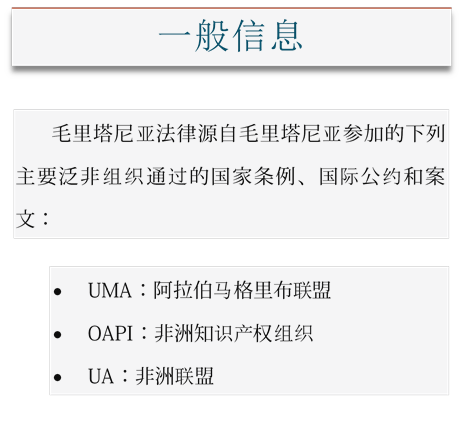 一般信息
毛里塔尼亚法律源自毛里塔尼亚参加的下列
主要泛非组织通过的国家条例、国际公约和案
文：
• UMA：阿拉伯马格里布联盟
• OAPI：非洲知识产权组织
• UA：非洲联盟